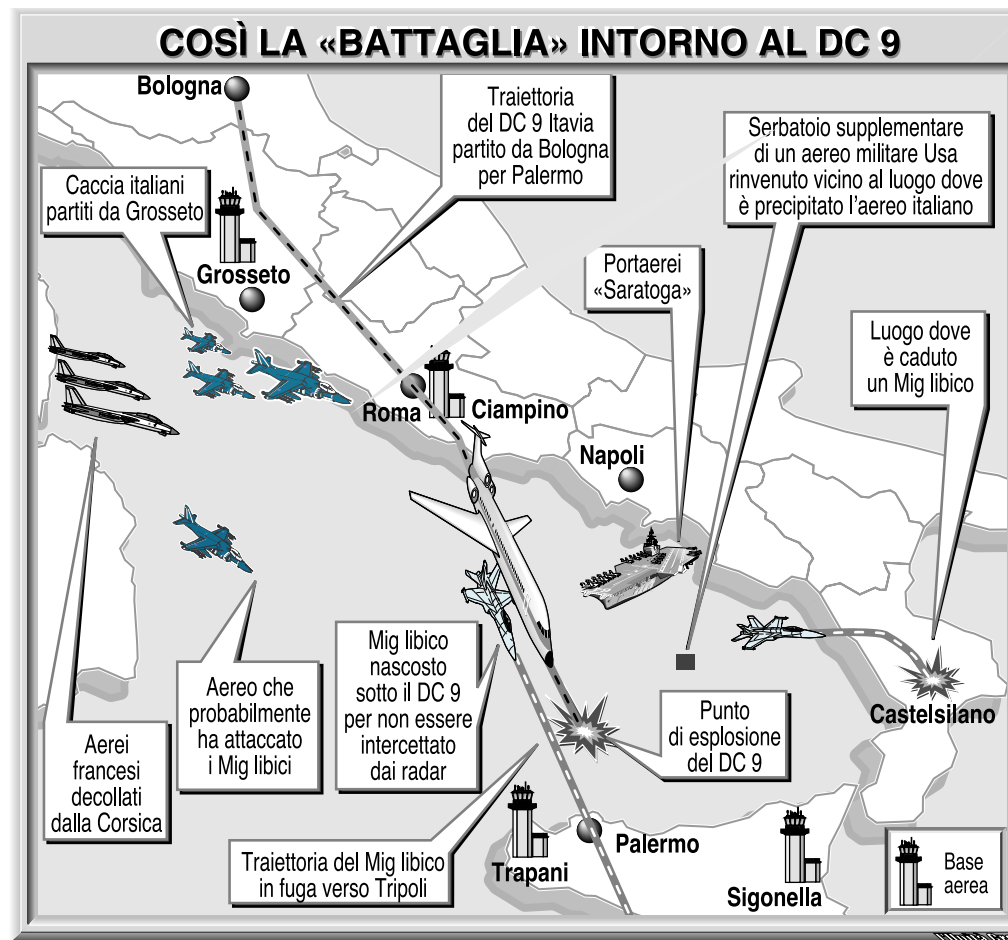 COSÌ LA «BATTAGLIA» INTORNO AL DC 9
Bologna
Traiettoria
del DC 9 Itavia
partito da Bologna
per Palermo
Serbatoio supplementare
di un aereo militare Usa
rinvenuto vicino al luogo dove
è precipitato l'aereo italiano
Caccia italiani
partiti da Grosseto
Grosseto
Portaerei
«Saratoga»
Luogo dove
è caduto
un Mig libico
Roma
Ciampino
Napoli
Aerei
francesi
decollati
dalla Corsica
Aereo che
probabilmente
ha attaccato
i Mig libici
Mig libico
nascosto
sotto il DC 9
per non essere
intercettato
dai radar
Punto
di esplosione
del DC 9
Castelsilano
Traiettoria del Mig libico
in fuga verso Tripoli
Trapani
Palermo
Sigonella
Base
aerea